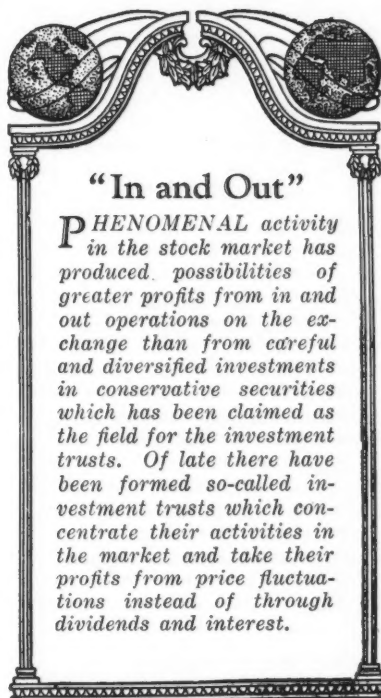 “In and Out”
PHENOMENAL activity
in the stock market has
produced possibilities of
greater profits from in and
out operations on the ex-
change than from careful
and diversified investments
in conservative securities
which has been claimed as
the field for the investment
trusts. Of late there have
been formed so-called in-
vestment trusts which con-
centrate their activities in
the market and take their
profits from price fluctua-
tions instead of through
dividends and interest.